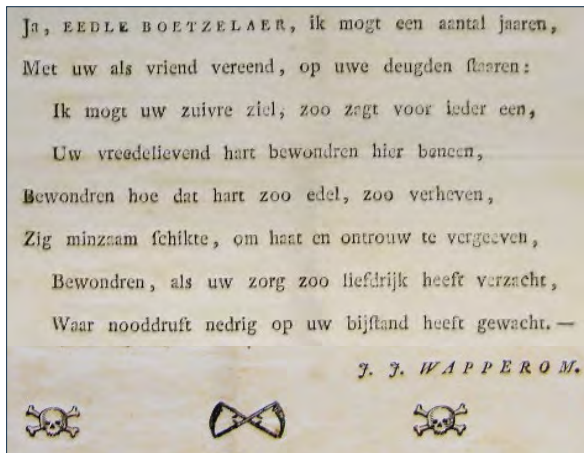 Ja, EEDLE BOETZELAER, ik mogt een aantal jaaren,
Met uw als vriend vereend, op uwe deugden ſtaaren:
Ik mogt uw zuivre ziel, zoo zagt voor ieder een,
Uw vreedelievend hart bewondren hier beneen,
Bewondren hoe dat hart zoo edel, zoo verheven,
Zig minzaam ſchikte, om haat en ontrouw te vergeeven,
Bewondren, als uw zorg zoo liefdrijk heeft verzacht,
Waar nooddruft nedrig op uw bijſtand heeft gewacht. —
J. J. WAPPEROM.